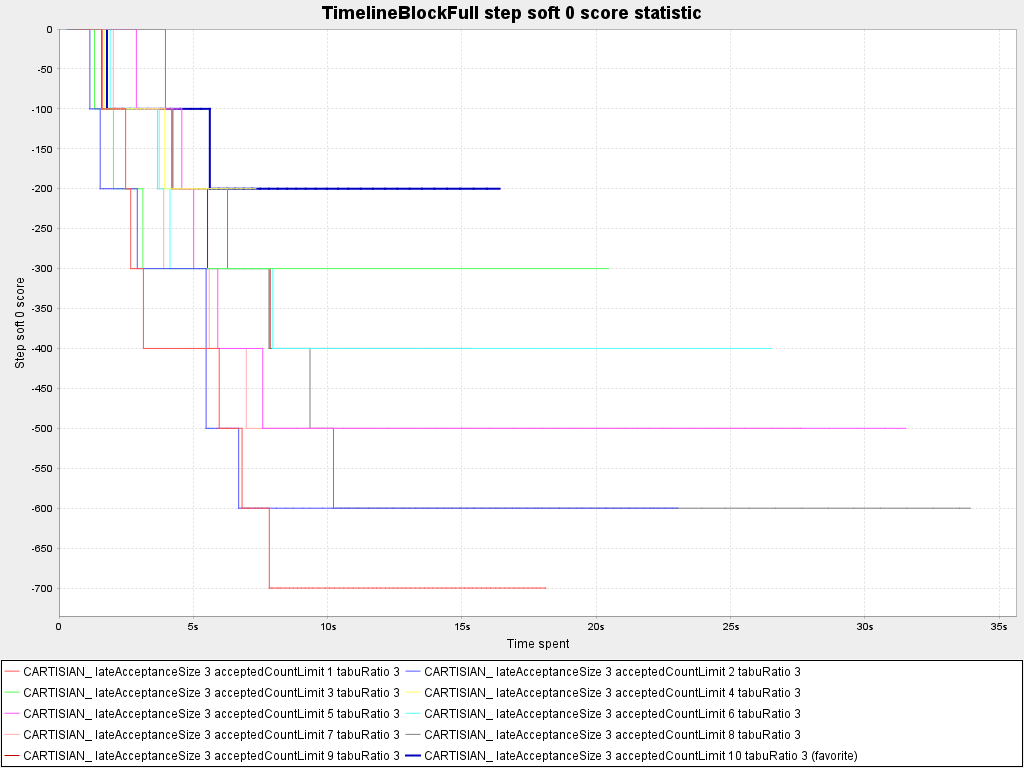 TimelineBlockFull step soft 0 score statistic
Step soft 0 score
0
-50
-100
-150
-200
-250
-300
-350
-400
-450
-500
-550
-600
-650
-700
0 5s 10s 15s 20s 25s 30s 35s
Time spent
CARTISIAN_ lateAcceptanceSize 3 acceptedCountLimit 1 tabuRatio 3 CARTISIAN_ lateAcceptanceSize 3 acceptedCountLimit 2 tabuRatio 3
CARTISIAN_ lateAcceptanceSize 3 acceptedCountLimit 3 tabuRatio 3 CARTISIAN_ lateAcceptanceSize 3 acceptedCountLimit 4 tabuRatio 3
CARTISIAN_ lateAcceptanceSize 3 acceptedCountLimit 5 tabuRatio 3 CARTISIAN_ lateAcceptanceSize 3 acceptedCountLimit 6 tabuRatio 3
CARTISIAN_ lateAcceptanceSize 3 acceptedCountLimit 7 tabuRatio 3 CARTISIAN_ lateAcceptanceSize 3 acceptedCountLimit 8 tabuRatio 3
CARTISIAN_ lateAcceptanceSize 3 acceptedCountLimit 9 tabuRatio 3 CARTISIAN_ lateAcceptanceSize 3 acceptedCountLimit 10 tabuRatio 3 (favorite)